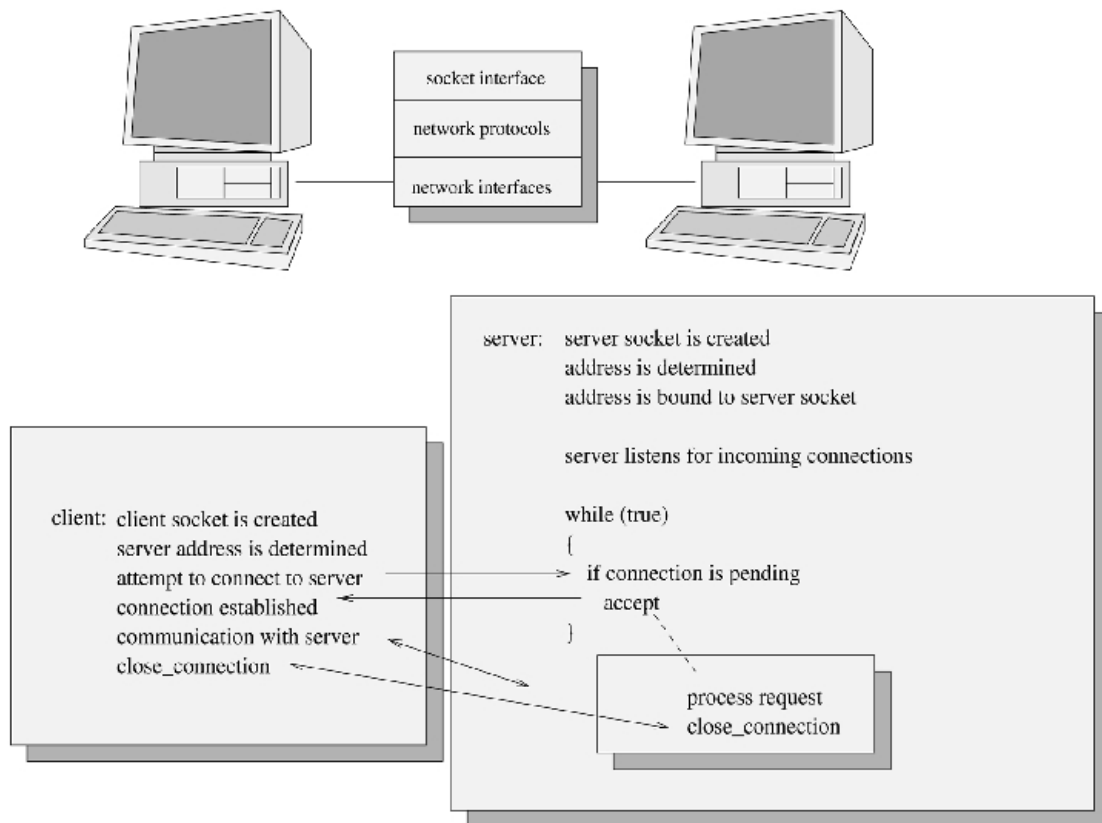 socket interface
network protocols
network interfaces
server: server socket is created
address is determined
address is bound to server socket
server listens for incoming connections
while (true)
{
if connection is pending
accept
}
process request
close_connection
client: client socket is created
server address is determined
attempt to connect to server
connection established
communication with server
close_connection